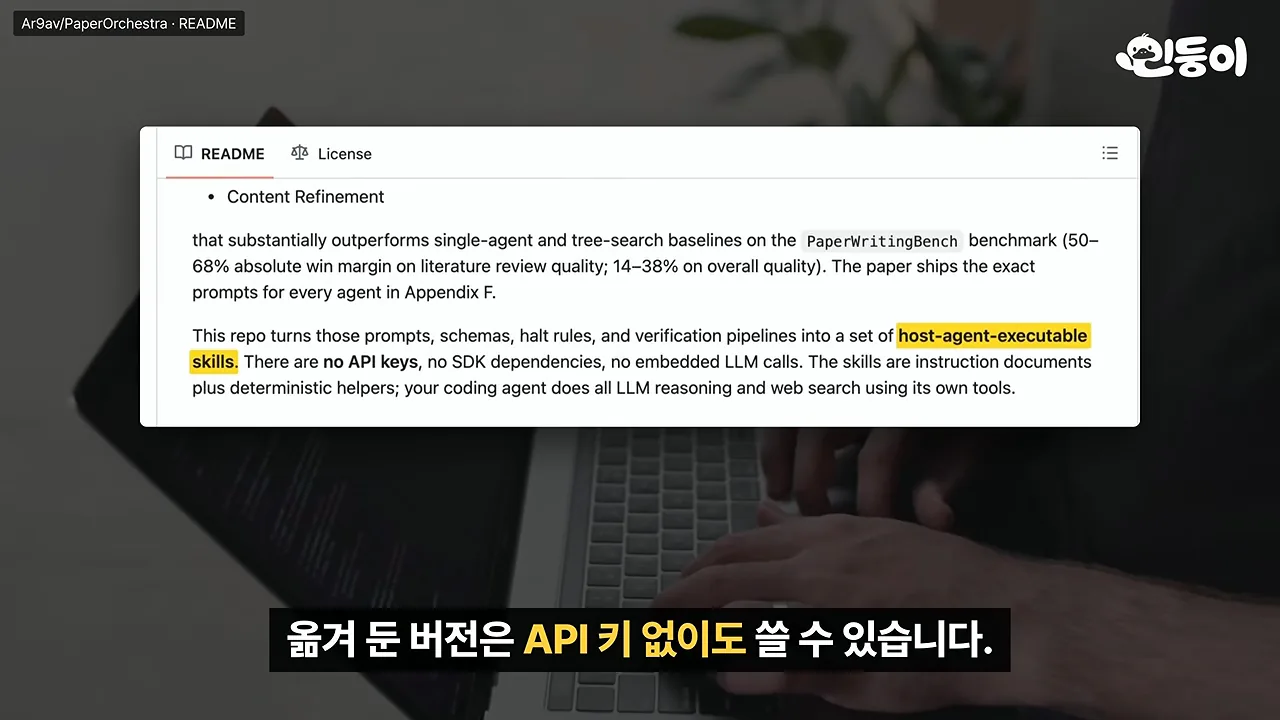 Ar9av/PaperOrchestra · README
인둥이
README
License
• Content Refinement
that substantially outperforms single-agent and tree-search baselines on the PaperWritingBench benchmark (50–
68% absolute win margin on literature review quality; 14–38% on overall quality). The paper ships the exact
prompts for every agent in Appendix F.
This repo turns those prompts, schemas, halt rules, and verification pipelines into a set of host-agent-executable
skills. There are no API keys, no SDK dependencies, no embedded LLM calls. The skills are instruction documents
plus deterministic helpers; your coding agent does all LLM reasoning and web search using its own tools.
옮겨 둔 버전은 API 키 없이도 쓸 수 있습니다.